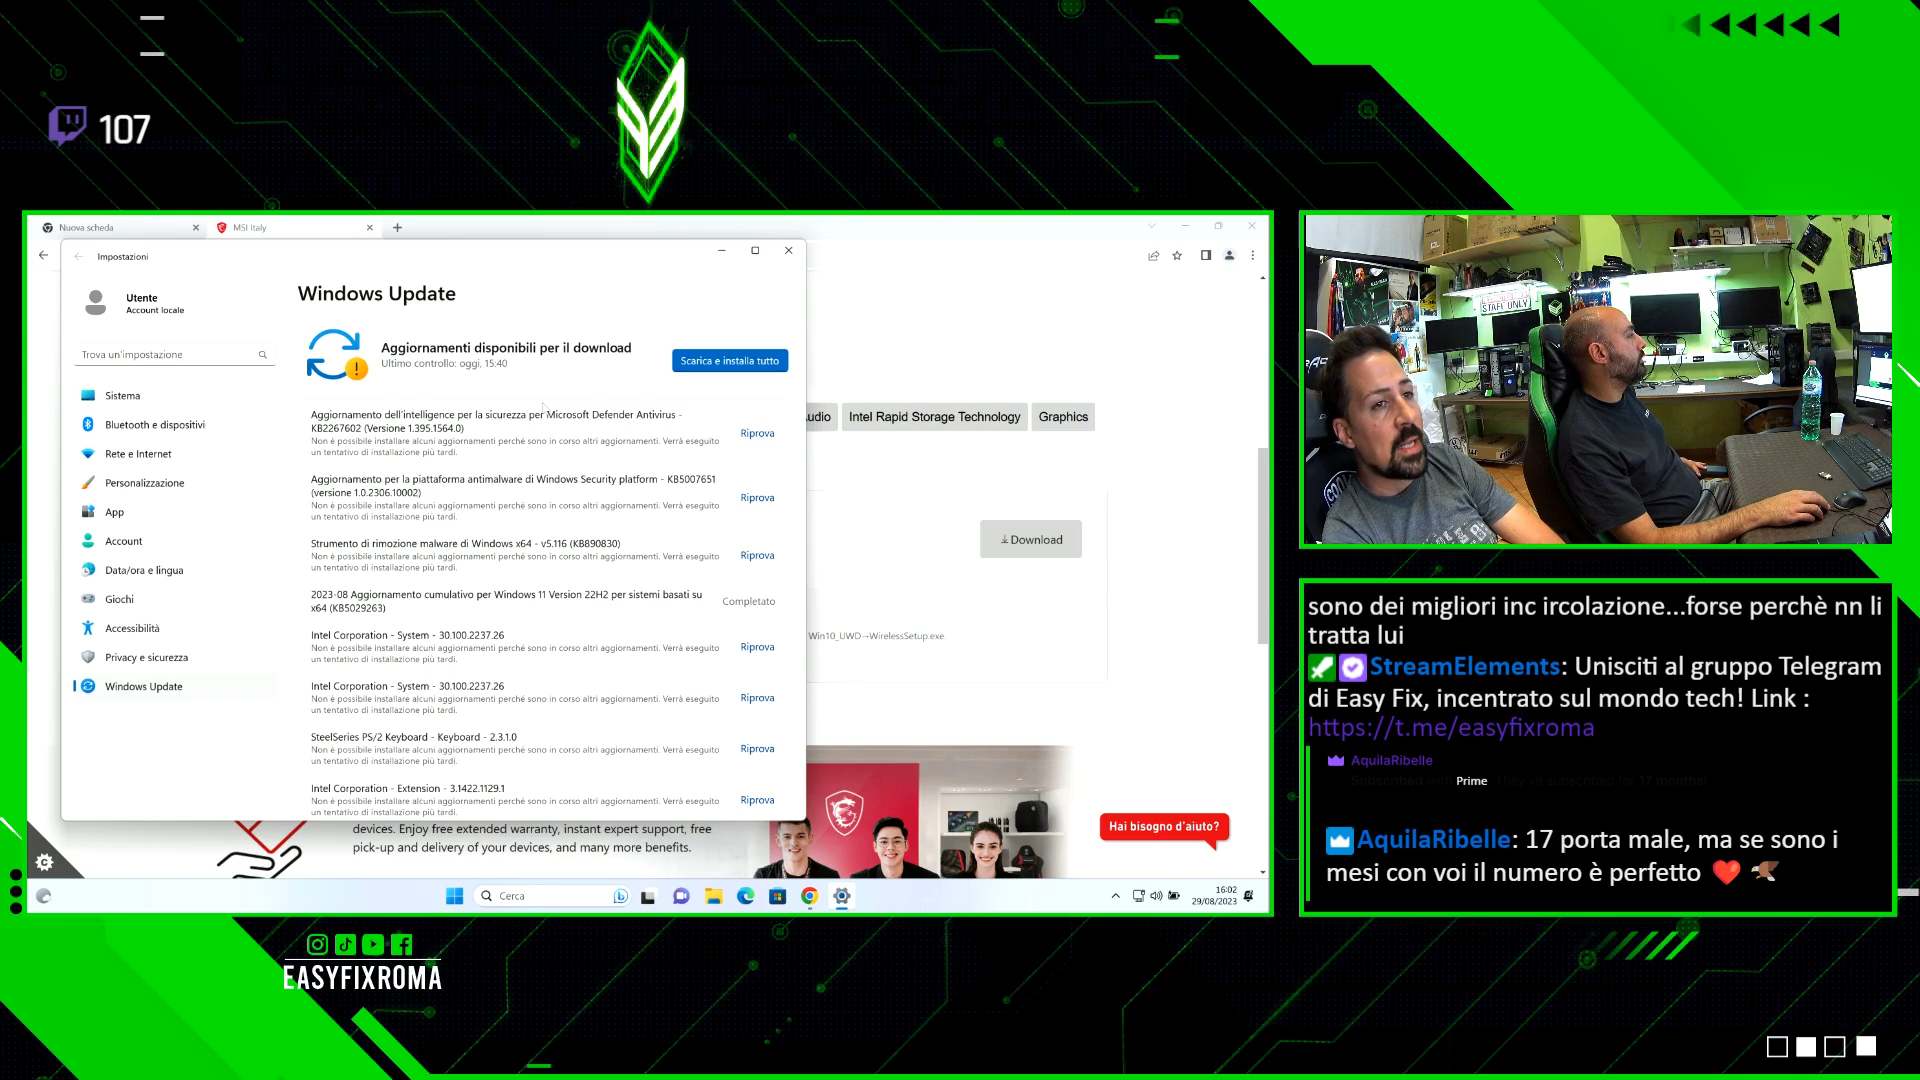 107
Nuova scheda
MSI Italy
Impostazioni
Utente
Account locale
Trova un'impostazione
Sistema
Bluetooth e dispositivi
Rete e Internet
Personalizzazione
App
Account
Data/ora e lingua
Giochi
Accessibilità
Privacy e sicurezza
Windows Update
Windows Update
Aggiornamenti disponibili per il download
Ultimo controllo: oggi, 15:40
Scarica e installa tutto
Aggiornamento dell'intelligence per la sicurezza per Microsoft Defender Antivirus -
KB2267602 (Versione 1.395.1564.0)
Non è possibile installare alcuni aggiornamenti perché sono in corso altri aggiornamenti. Verrà eseguito
un tentativo di installazione più tardi.
Riprova
Aggiornamento per la piattaforma antimalware di Windows Security platform - KB5007651
(versione 1.0.2306.10002)
Non è possibile installare alcuni aggiornamenti perché sono in corso altri aggiornamenti. Verrà eseguito
un tentativo di installazione più tardi.
Riprova
Strumento di rimozione malware di Windows x64 - v5.116 (KB890830)
Non è possibile installare alcuni aggiornamenti perché sono in corso altri aggiornamenti. Verrà eseguito
un tentativo di installazione più tardi.
Riprova
2023-08 Aggiornamento cumulativo per Windows 11 Version 22H2 per sistemi basati su
x64 (KB5029263)
Completato
Intel Corporation - System - 30.100.2237.26
Non è possibile installare alcuni aggiornamenti perché sono in corso altri aggiornamenti. Verrà eseguito
un tentativo di installazione più tardi.
Riprova
Intel Corporation - System - 30.100.2237.26
Non è possibile installare alcuni aggiornamenti perché sono in corso altri aggiornamenti. Verrà eseguito
un tentativo di installazione più tardi.
Riprova
SteelSeries PS/2 Keyboard - Keyboard - 2.3.1.0
Non è possibile installare alcuni aggiornamenti perché sono in corso altri aggiornamenti. Verrà eseguito
un tentativo di installazione più tardi.
Riprova
Intel Corporation - Extension - 3.1422.1129.1
Non è possibile installare alcuni aggiornamenti perché sono in corso altri aggiornamenti. Verrà eseguito
un tentativo di installazione più tardi.
Riprova
udio
Intel Rapid Storage Technology
Graphics
Download
Win10_UWD→WirelessSetup.exe.
devices. Enjoy free extended warranty, instant expert support, free
pick-up and delivery of your devices, and many more benefits.
Hai bisogno d'aiuto?
Cerca
16:02
29/08/2023
STAFF ONLY
sono dei migliori inc ircolazione...forse perchè nn li
tratta lui
StreamElements: Unisciti al gruppo Telegram
di Easy Fix, incentrato sul mondo tech! Link :
https://t.me/easyfixroma
AquilaRibelle
Subscribed with Prime. They've subscribed for 17 months!
AquilaRibelle: 17 porta male, ma se sono i
mesi con voi il numero è perfetto
EASYFIXROMA